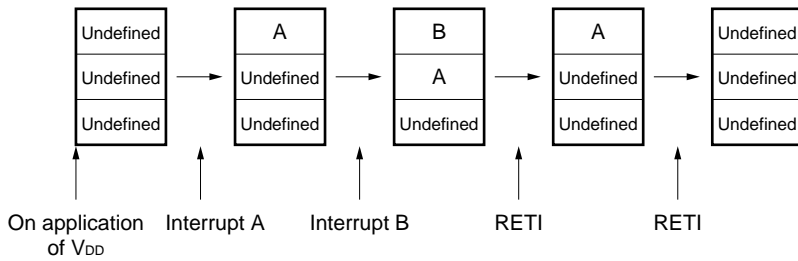 Undefined A B A Undefined
Undefined Undefined A Undefined Undefined
Undefined Undefined Undefined Undefined Undefined
On application Interrupt A Interrupt B RETI RETI
of VDD